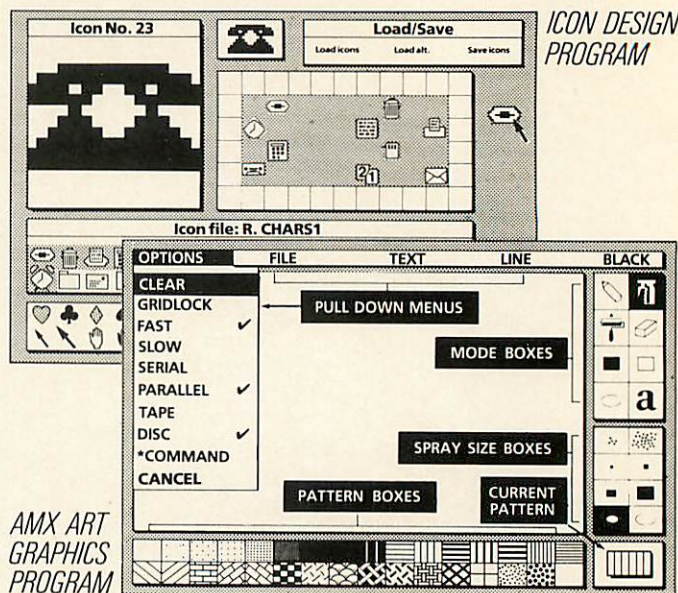 ICON DESIGN
PROGRAM
Icon No. 23
Load/Save
Load icons Load alt. Save icons
21
Icon file: R. CHARS1
OPTIONS FILE TEXT LINE BLACK
CLEAR
GRIDLOCK
FAST ✓
SLOW
SERIAL
PARALLEL ✓
TAPE
DISC ✓
*COMMAND
CANCEL
PULL DOWN MENUS
MODE BOXES
a
SPRAY SIZE BOXES
PATTERN BOXES
CURRENT
PATTERN
AMX ART
GRAPHICS
PROGRAM